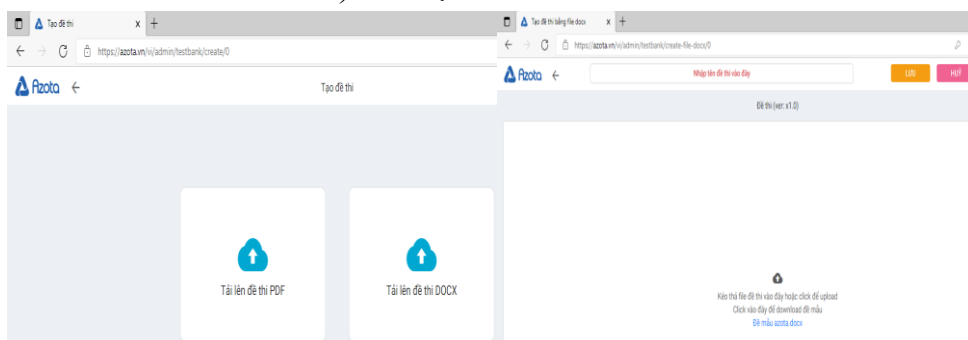 Tạo đề thi
https://azota.vn/vi/admin/testbank/create/0
Azota
Tạo đề thi
Tải lên đề thi PDF
Tải lên đề thi DOCX
Tạo đề thi bằng file docx
https://azota.vn/vi/admin/testbank/create-file-docx/0
Azota
Nhập tên đề thi vào đây
LƯU
HUỶ
Đề thi (ver: x1.0)
Kéo thả file đề thi vào đây hoặc click để upload
Click vào đây để download đề mẫu
Đề mẫu azota docx